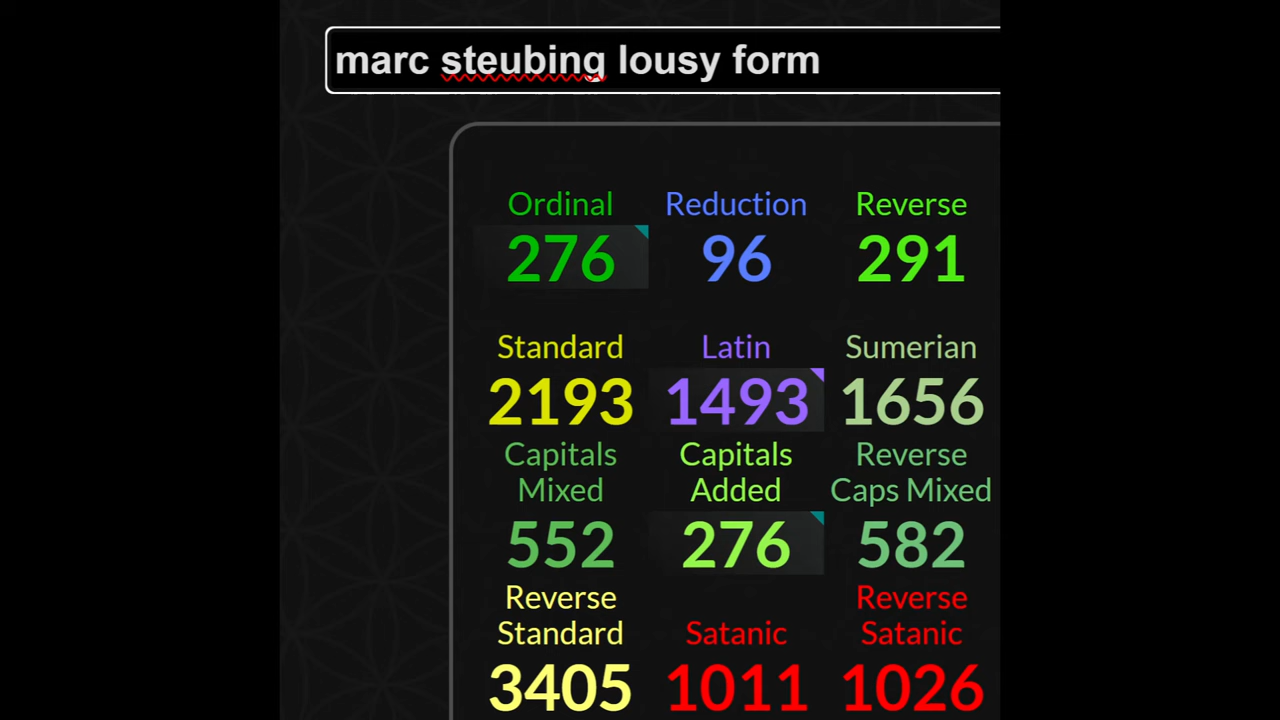 marc steubing lousy form
Ordinal Reduction Reverse
276 96 291
Standard Latin Sumerian
2193 1493 1656
Capitals Capitals Reverse
Mixed Added Caps Mixed
552 276 582
Reverse Reverse
Standard Satanic Satanic
3405 1011 1026